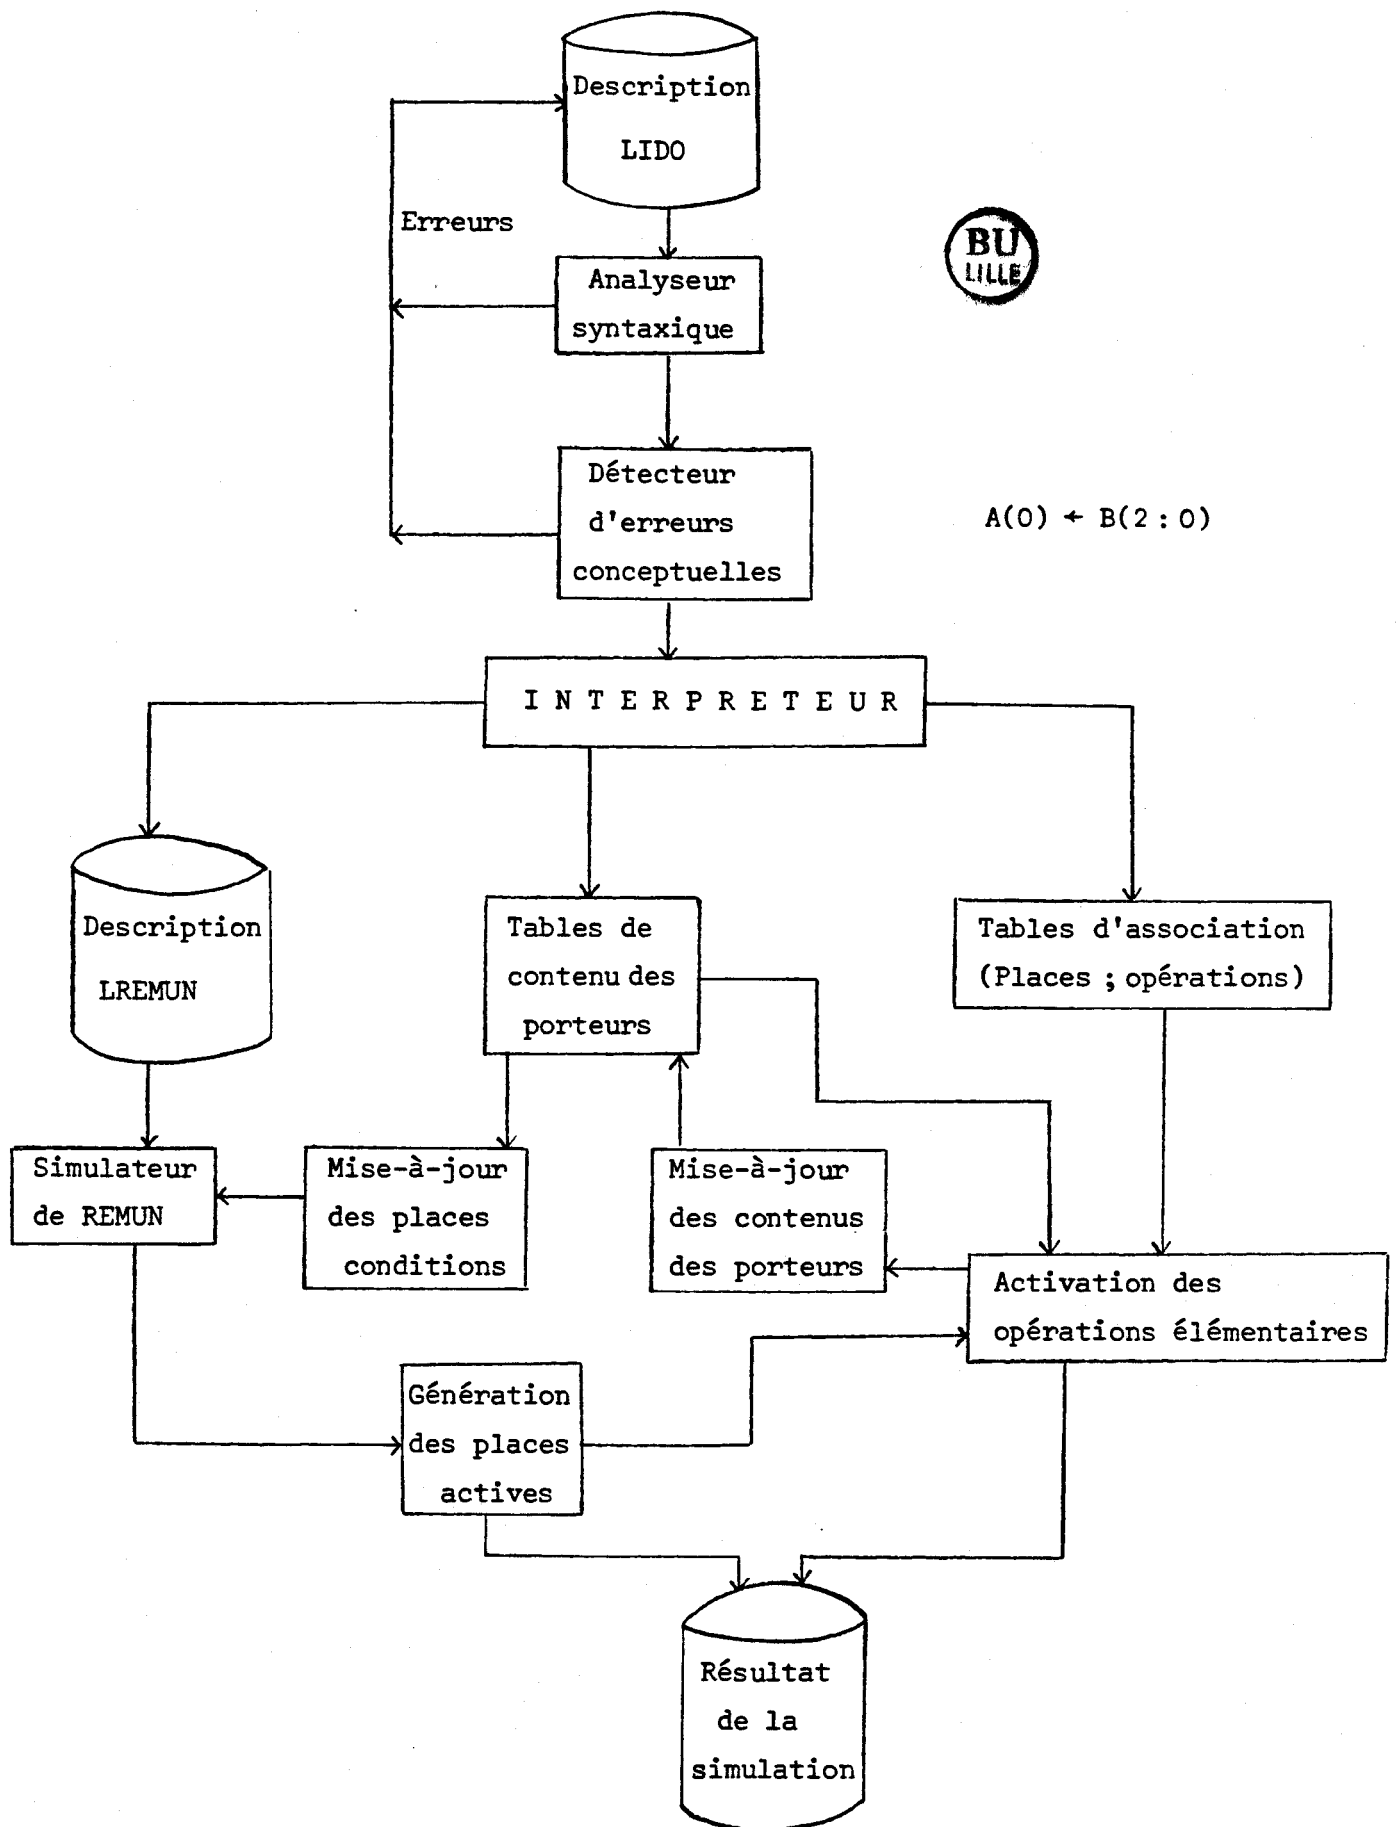 Description
LIDO
Erreurs
BU
LILLE
Analyseur
syntaxique
Détecteur
d'erreurs
conceptuelles
A(0) ← B(2 : 0)
I N T E R P R E T E U R
Description
LREMUN
Tables de
contenu des
porteurs
Tables d'association
(Places ; opérations)
Simulateur
de REMUN
Mise-à-jour
des places
conditions
Mise-à-jour
des contenus
des porteurs
Activation des
opérations élémentaires
Génération
des places
actives
Résultat
de la
simulation